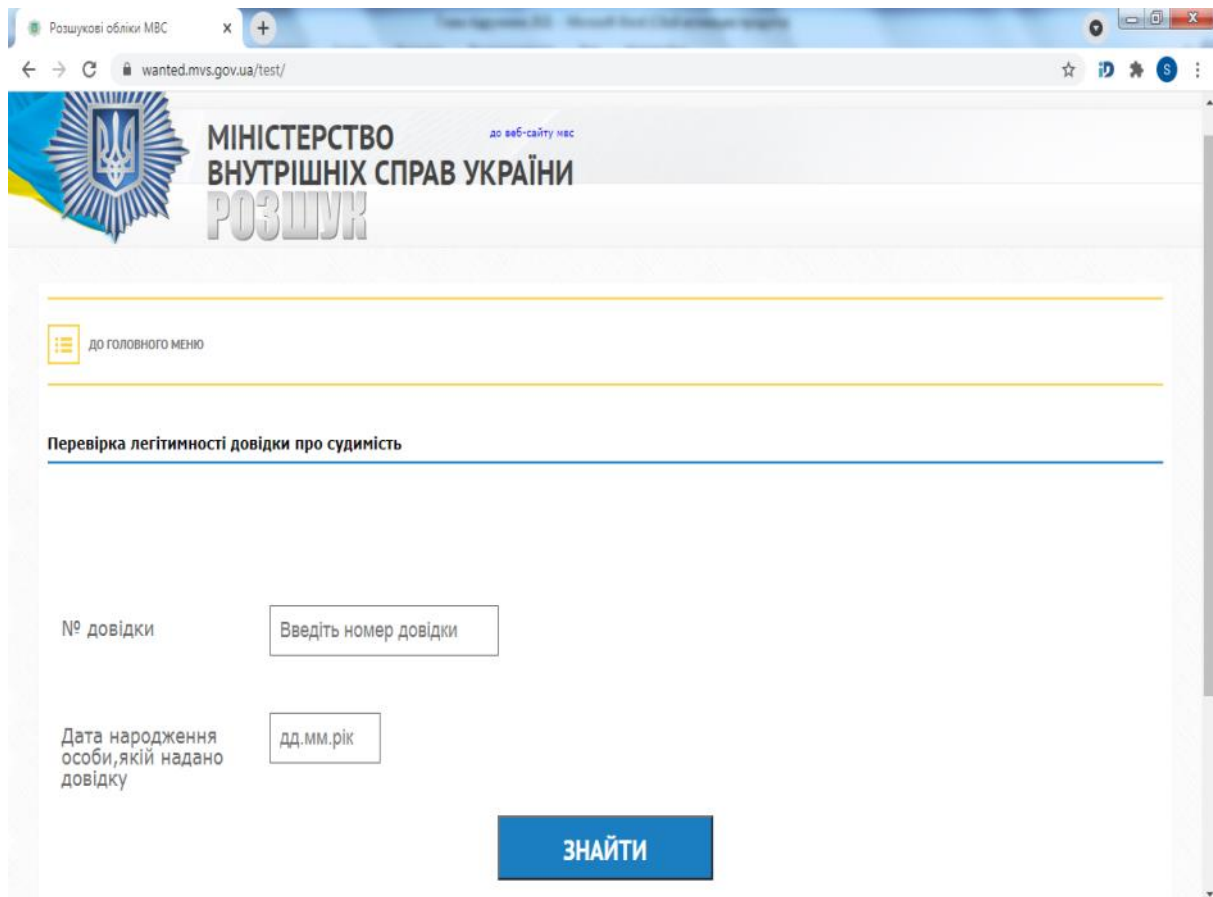 Розшукові обліки МВС
wanted.mvs.gov.ua/test/
S
МІНІСТЕРСТВО
до веб-сайту мвс
ВНУТРІШНІХ СПРАВ УКРАЇНИ
РОЗШУК
ДО ГОЛОВНОГО МЕНЮ
Перевірка легітимності довідки про судимість
№ довідки
Введіть номер довідки
Дата народження
особи,якій надано
довідку
дд.мм.рік
ЗНАЙТИ